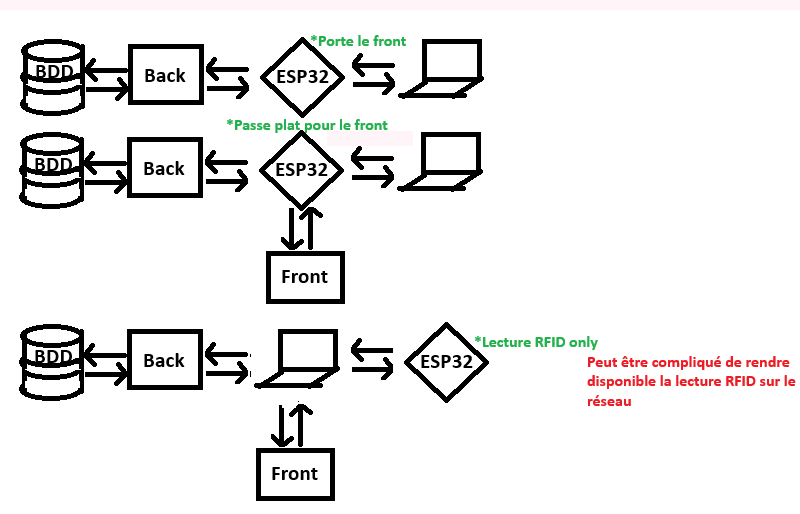 *Porte le front
BDD Back ESP32
*Passe plat pour le front
BDD Back ESP32
Front
*Lecture RFID only
BDD Back ESP32
Peut être compliqué de rendre
disponible la lecture RFID sur le
réseau
Front